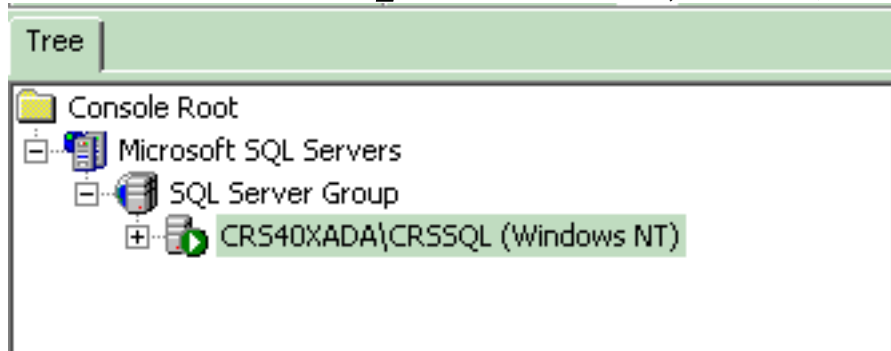 Tree
Console Root
Microsoft SQL Servers
SQL Server Group
CRS40XADA\CRSSQL (Windows NT)